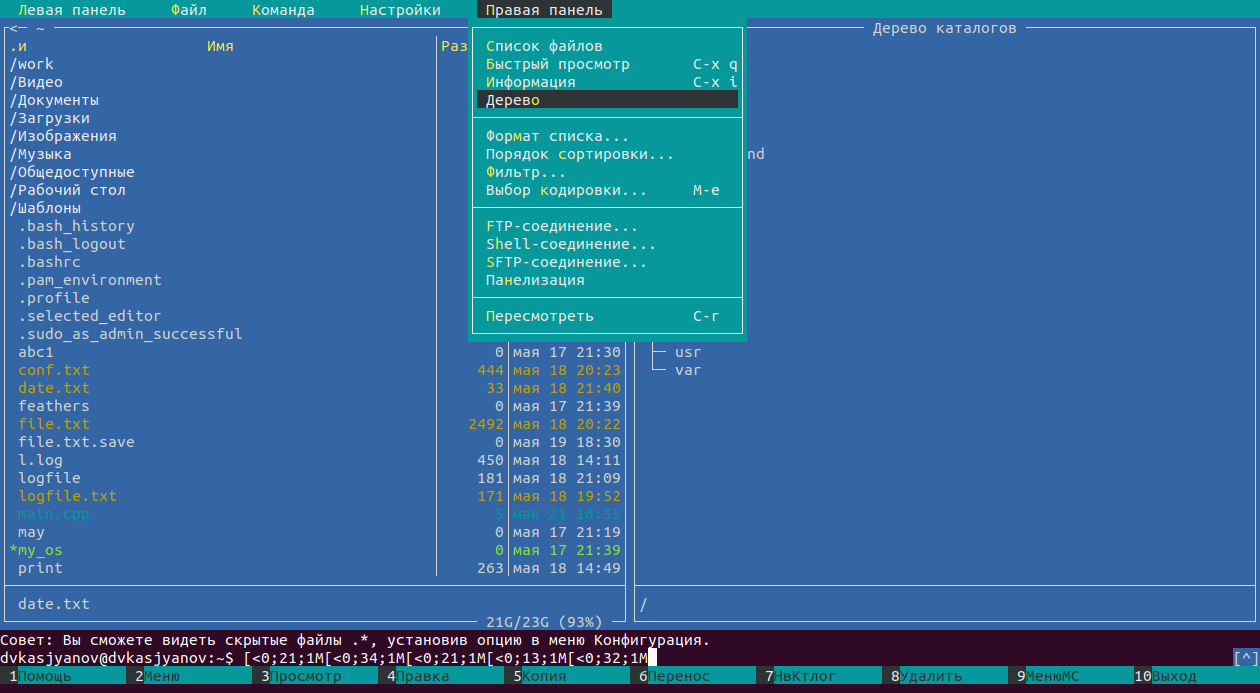 Левая панель Файл Команда Настройки Правая панель
<─ ~ Дерево каталогов
.и Имя Раз
/work
/Видео
/Документы
/Загрузки
/Изображения
/Музыка
/Общедоступные
/Рабочий стол
/Шаблоны
.bash_history
.bash_logout
.bashrc
.pam_environment
.profile
.selected_editor
.sudo_as_admin_successful
abc1 0 мая 17 21:30
conf.txt 444 мая 18 20:23
date.txt 33 мая 18 21:40
feathers 0 мая 17 21:39
file.txt 2492 мая 18 20:22
file.txt.save 0 мая 19 18:30
l.log 450 мая 18 14:11
logfile 181 мая 18 21:09
logfile.txt 171 мая 18 19:52
main.cpp 5 мая 21 10:55
may 0 мая 17 21:19
*my_os 0 мая 17 21:39
print 263 мая 18 14:49
date.txt
21G/23G (93%)
Список файлов
Быстрый просмотр C-x q
Информация C-x i
Дерево
Формат списка...
Порядок сортировки...
Фильтр...
Выбор кодировки... M-e
FTP-соединение...
Shell-соединение...
SFTP-соединение...
Панелизация
Пересмотреть C-r
nd
usr
var
/
Совет: Вы сможете видеть скрытые файлы .*, установив опцию в меню Конфигурация.
dvkasjyanov@dvkasjyanov:~$ [<0;21;1M[<0;34;1M[<0;21;1M[<0;13;1M[<0;32;1M [^]
1Помощь 2Меню 3Просмотр 4Правка 5Копия 6Перенос 7НвКтлог 8Удалить 9МенюМС 10Выход